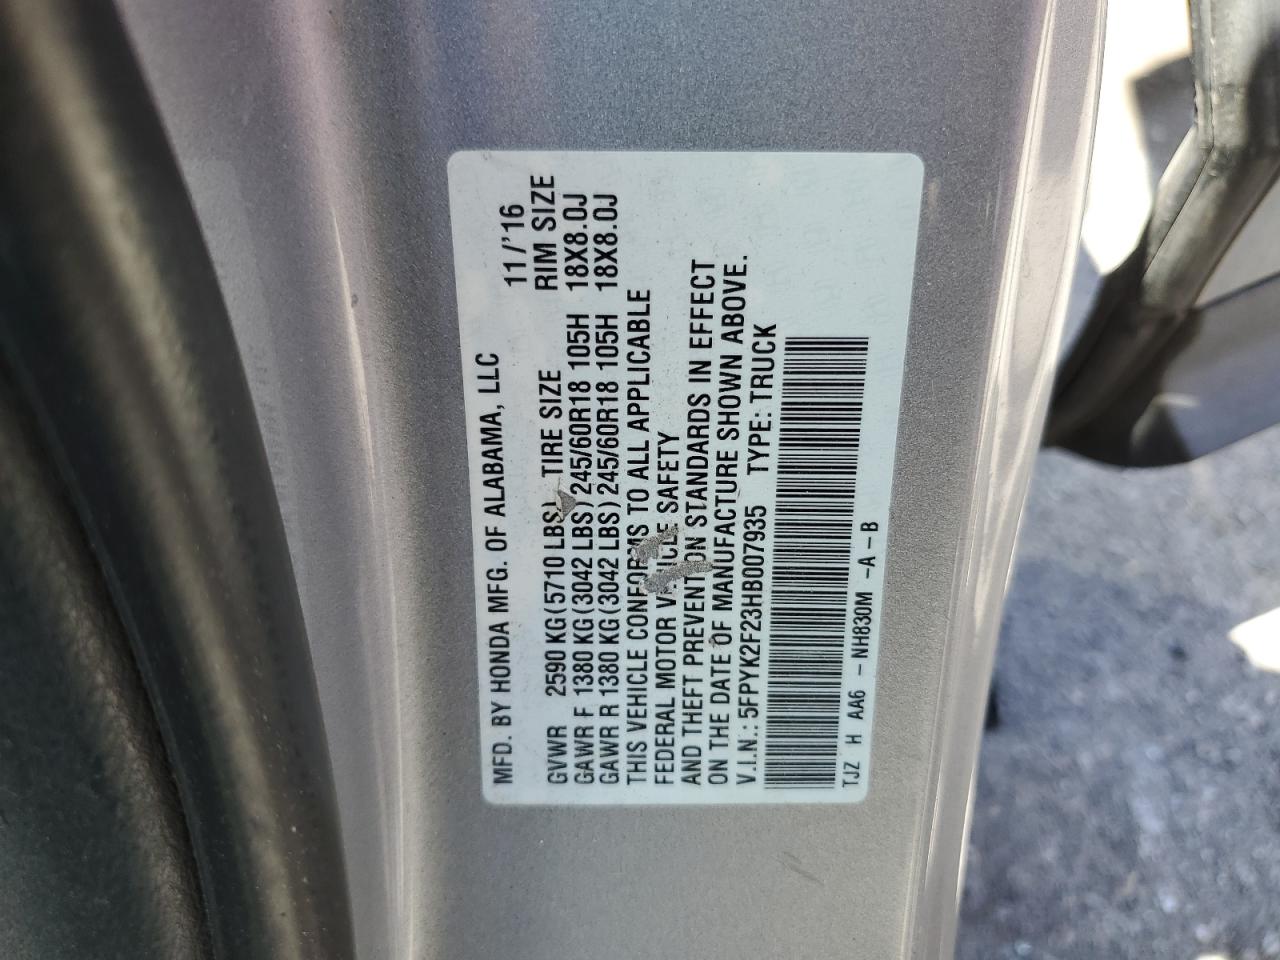 MFD. BY HONDA MFG. OF ALABAMA, LLC 11/'16
GVWR 2590 KG(5710 LBS) TIRE SIZE RIM SIZE
GAWR F 1380 KG(3042 LBS) 245/60R18 105H 18X8.0J
GAWR R 1380 KG(3042 LBS) 245/60R18 105H 18X8.0J
THIS VEHICLE CONFORMS TO ALL APPLICABLE
FEDERAL MOTOR VEHICLE SAFETY
AND THEFT PREVENTION STANDARDS IN EFFECT
ON THE DATE OF MANUFACTURE SHOWN ABOVE.
V.I.N.: 5FPYK2F23HB007935 TYPE: TRUCK
TJZ H AA6 - NH830M -A - B